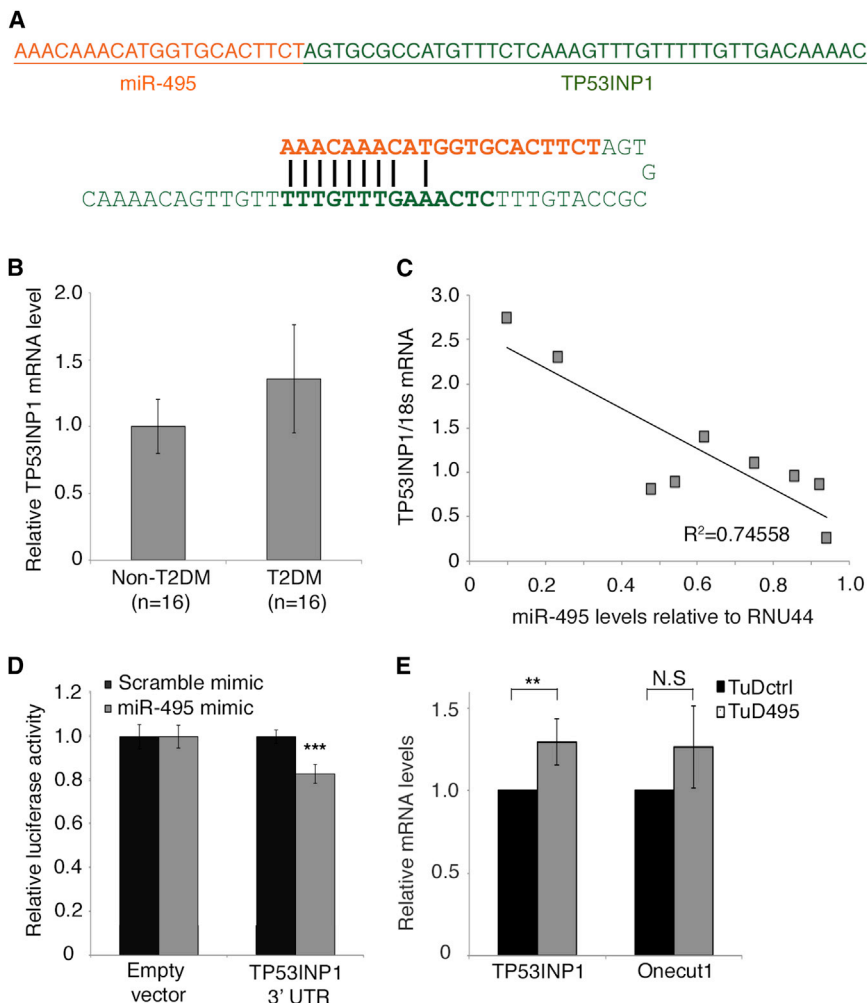 A
AAACAAACATGGTGCACTTCTAGTGCGCCATGTTTCTCAAAGTTTGTTTTTGTTGACAAAAC
miR-495 TP53INP1
AAACAAACATGGTGCACTTCTAGT
G
CAAAACAGTTGTTTTTGTTTGAAACTCTTTGTACCGC
B
Relative TP53INP1 mRNA level
2.0
1.5
1.0
0.5
0
Non-T2DM T2DM
(n=16) (n=16)
C
TP53INP1/18s mRNA
3.0
2.5
2.0
1.5
1.0
0.5
0
R²=0.74558
0 0.2 0.4 0.6 0.8 1.0
miR-495 levels relative to RNU44
D
Relative luciferase activity
Scramble mimic
miR-495 mimic
1.2
1.0
0.8
0.6
0.4
0.2
0
***
Empty vector
TP53INP1 3' UTR
E
Relative mRNA levels
1.5
1.0
0.5
0
**
N.S
TuDctrl
TuD495
TP53INP1 Onecut1